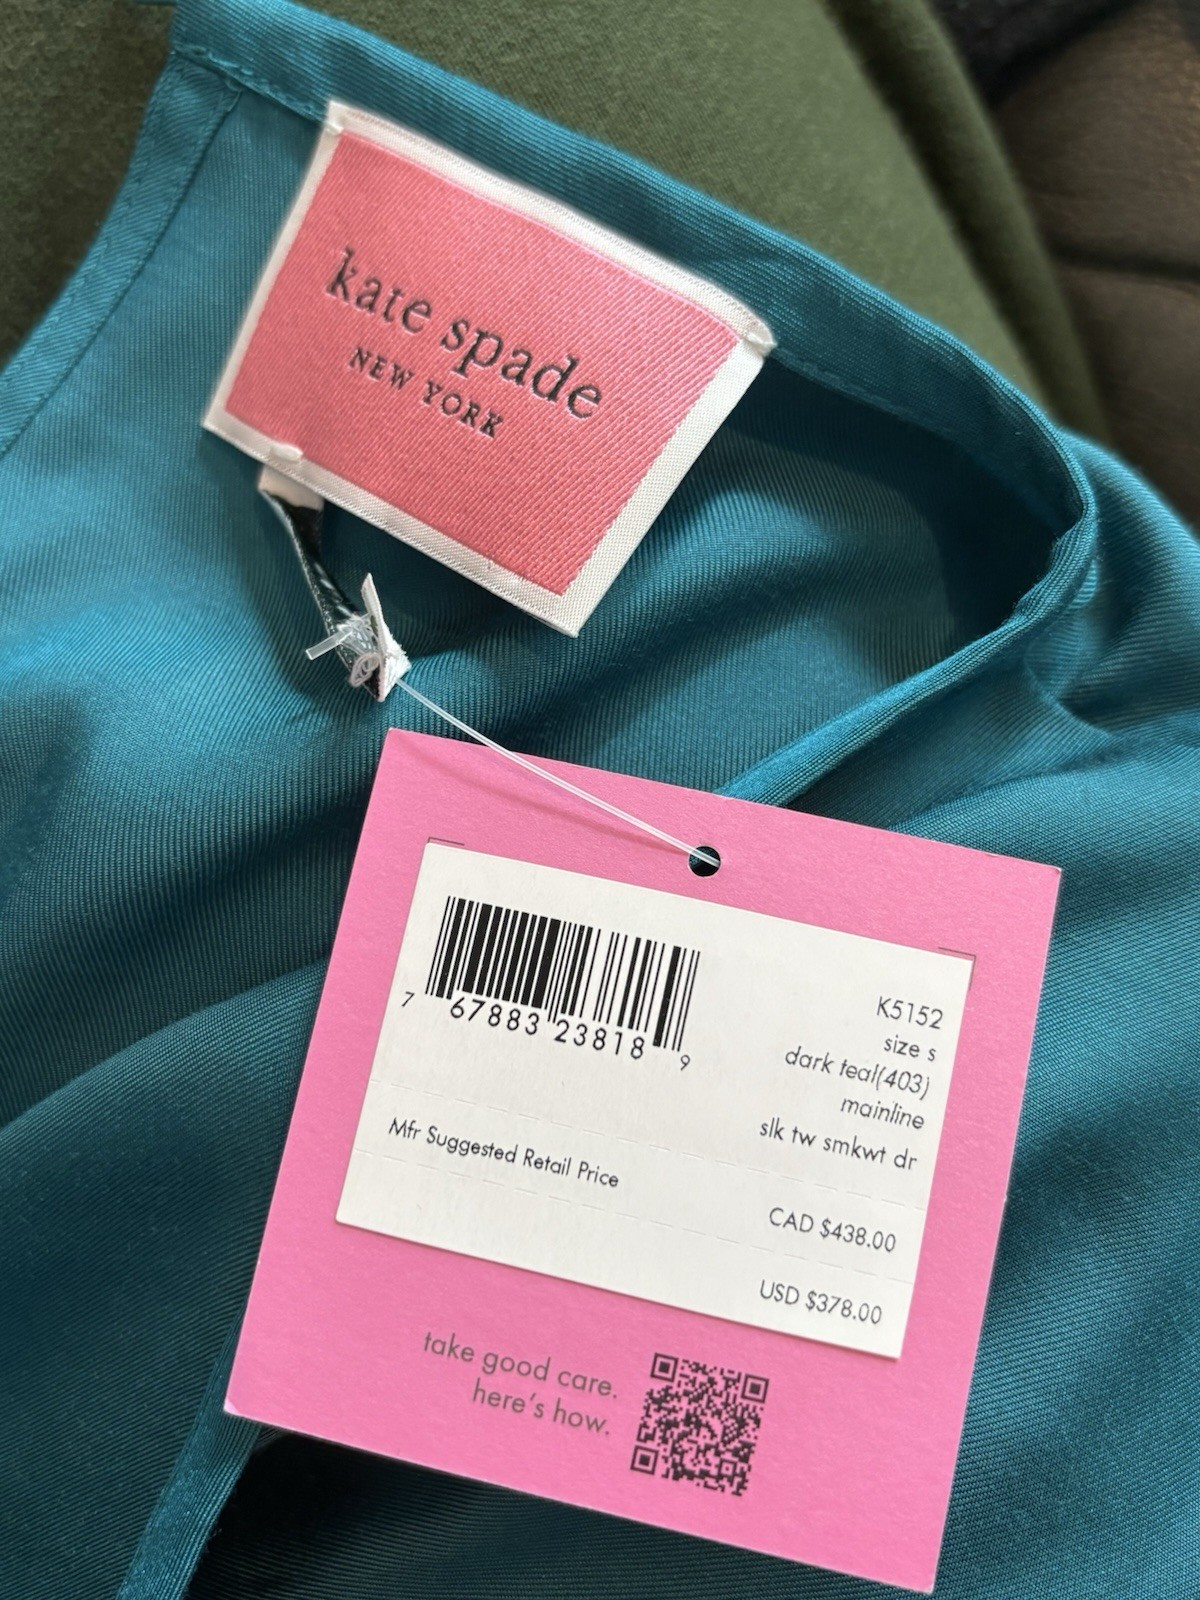 kate spade
NEW YORK
7 67883 23818 9
K5152
size s
dark teal(403)
mainline
slk tw smkwt dr
Mfr Suggested Retail Price
CAD $438.00
USD $378.00
take good care.
here's how.